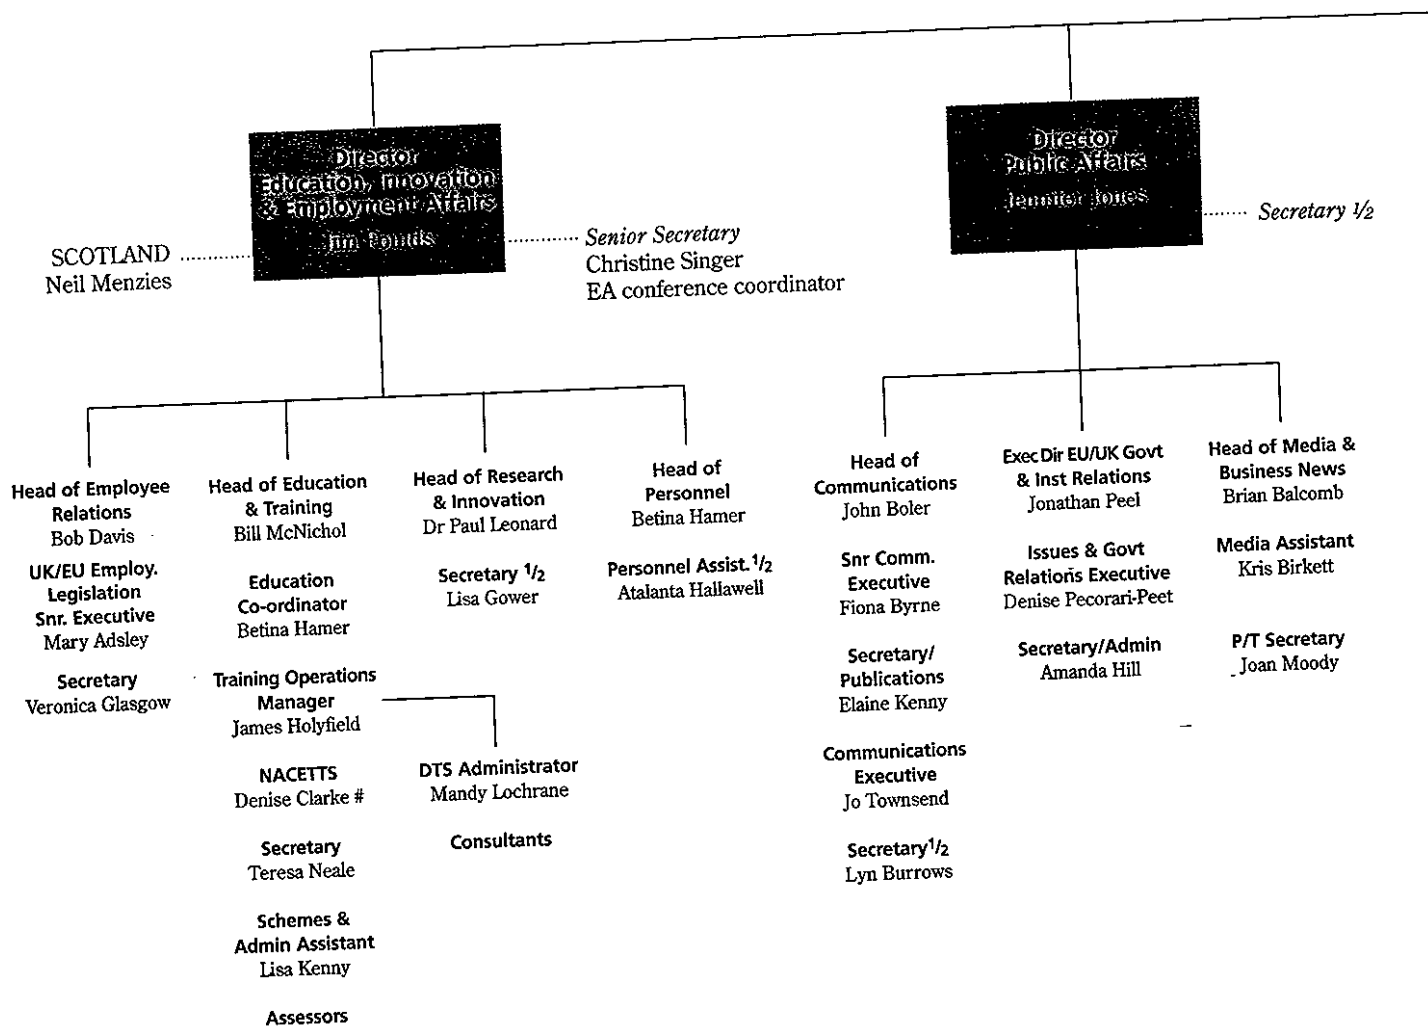 Director
Education, Innovation
& Employment Affairs
Jim
SCOTLAND
Neil Menzies
Senior Secretary
Christine Singer
EA conference coordinator
Director
Public Affairs
Jennifer Jones
Secretary 1/2
Head of Employee
Relations
Bob Davis
UK/EU Employ.
Legislation
Snr. Executive
Mary Adsley
Secretary
Veronica Glasgow
Head of Education
& Training
Bill McNichol
Education
Co-ordinator
Betina Hamer
Training Operations
Manager
James Holyfield
NACETTS
Denise Clarke #
Secretary
Teresa Neale
Schemes &
Admin Assistant
Lisa Kenny
Assessors
Head of Research
& Innovation
Dr Paul Leonard
Secretary 1/2
Lisa Gower
DTS Administrator
Mandy Lochrane
Consultants
Head of
Personnel
Betina Hamer
Personnel Assist. 1/2
Atalanta Hallawell
Head of
Communications
John Boler
Snr Comm.
Executive
Fiona Byrne
Secretary/
Publications
Elaine Kenny
Communications
Executive
Jo Townsend
Secretary 1/2
Lyn Burrows
Exec Dir EU/UK Govt
& Inst Relations
Jonathan Peel
Issues & Govt
Relations Executive
Denise Pecorari-Peet
Secretary/Admin
Amanda Hill
Head of Media &
Business News
Brian Balcomb
Media Assistant
Kris Birkett
P/T Secretary
Joan Moody